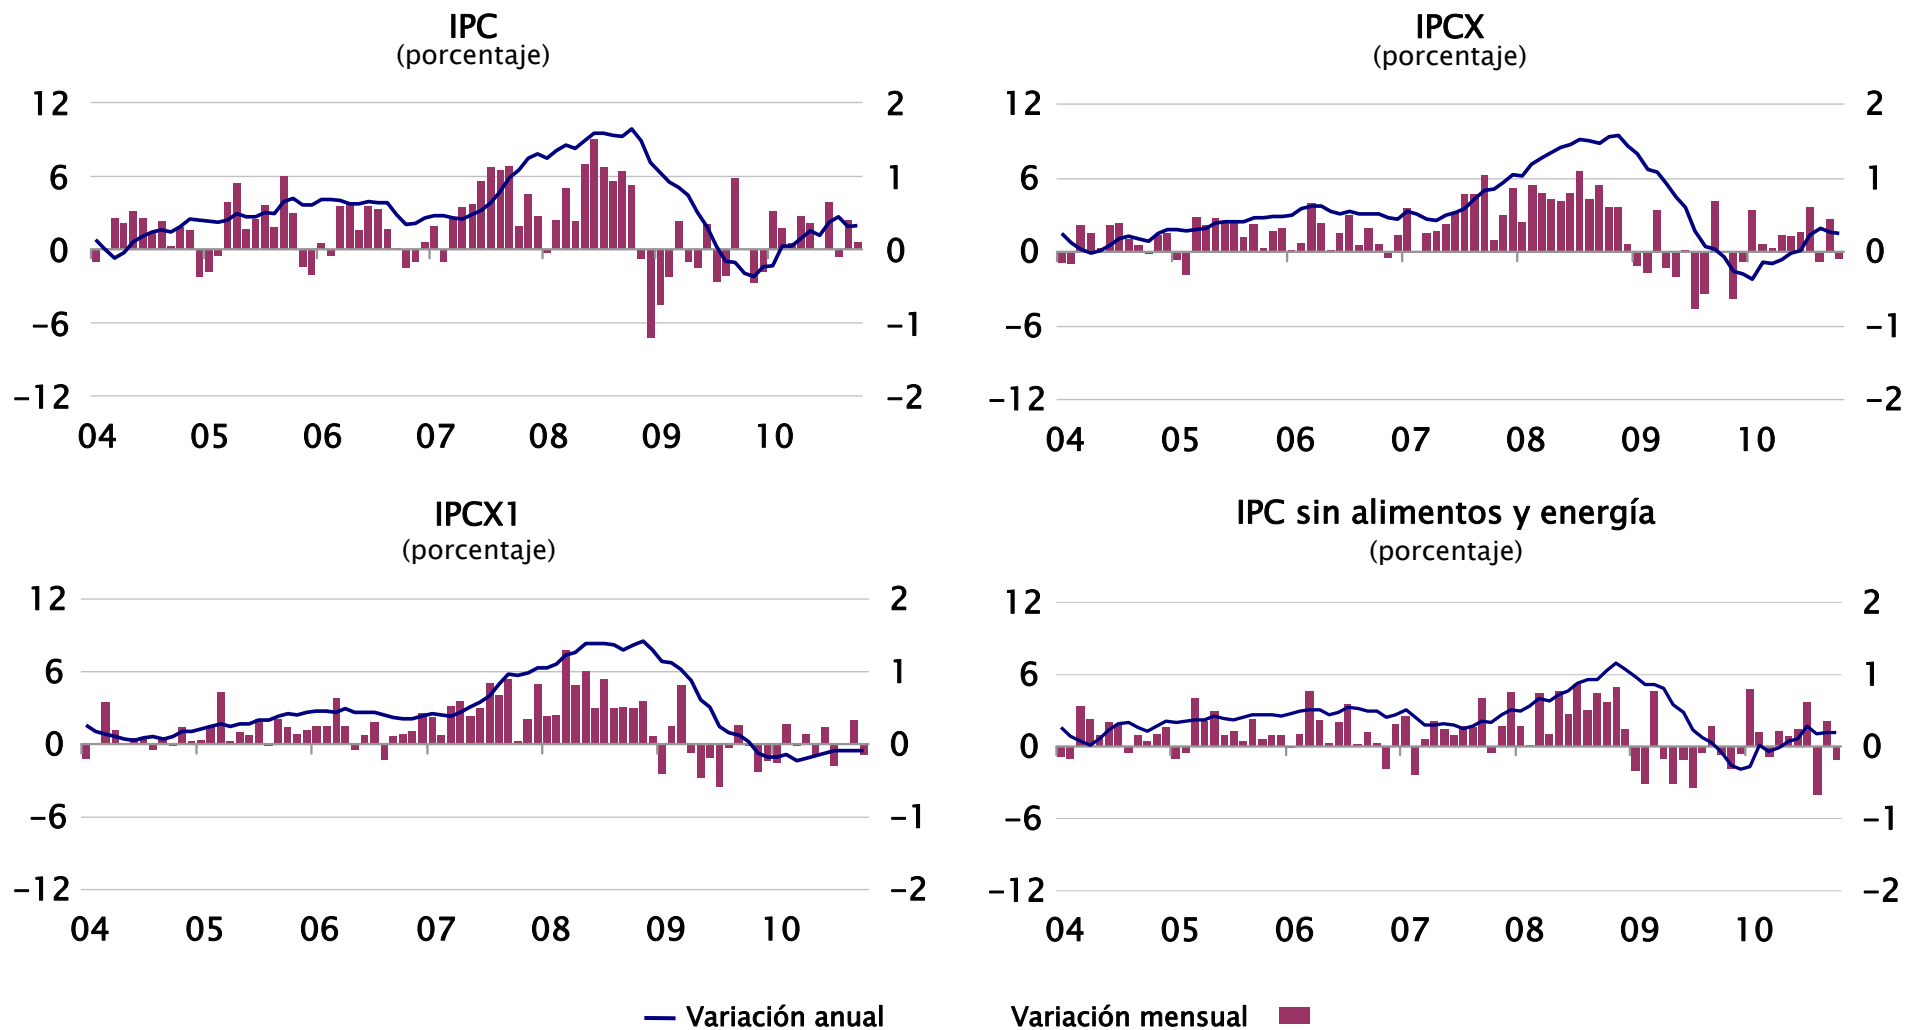 IPC
(porcentaje)
12 2
6 1
0 0
−6 −1
−12 −2
04 05 06 07 08 09 10
IPCX
(porcentaje)
12 2
6 1
0 0
−6 −1
−12 −2
04 05 06 07 08 09 10
IPCX1
(porcentaje)
12 2
6 1
0 0
−6 −1
−12 −2
04 05 06 07 08 09 10
IPC sin alimentos y energía
(porcentaje)
12 2
6 1
0 0
−6 −1
−12 −2
04 05 06 07 08 09 10
Variación anual Variación mensual